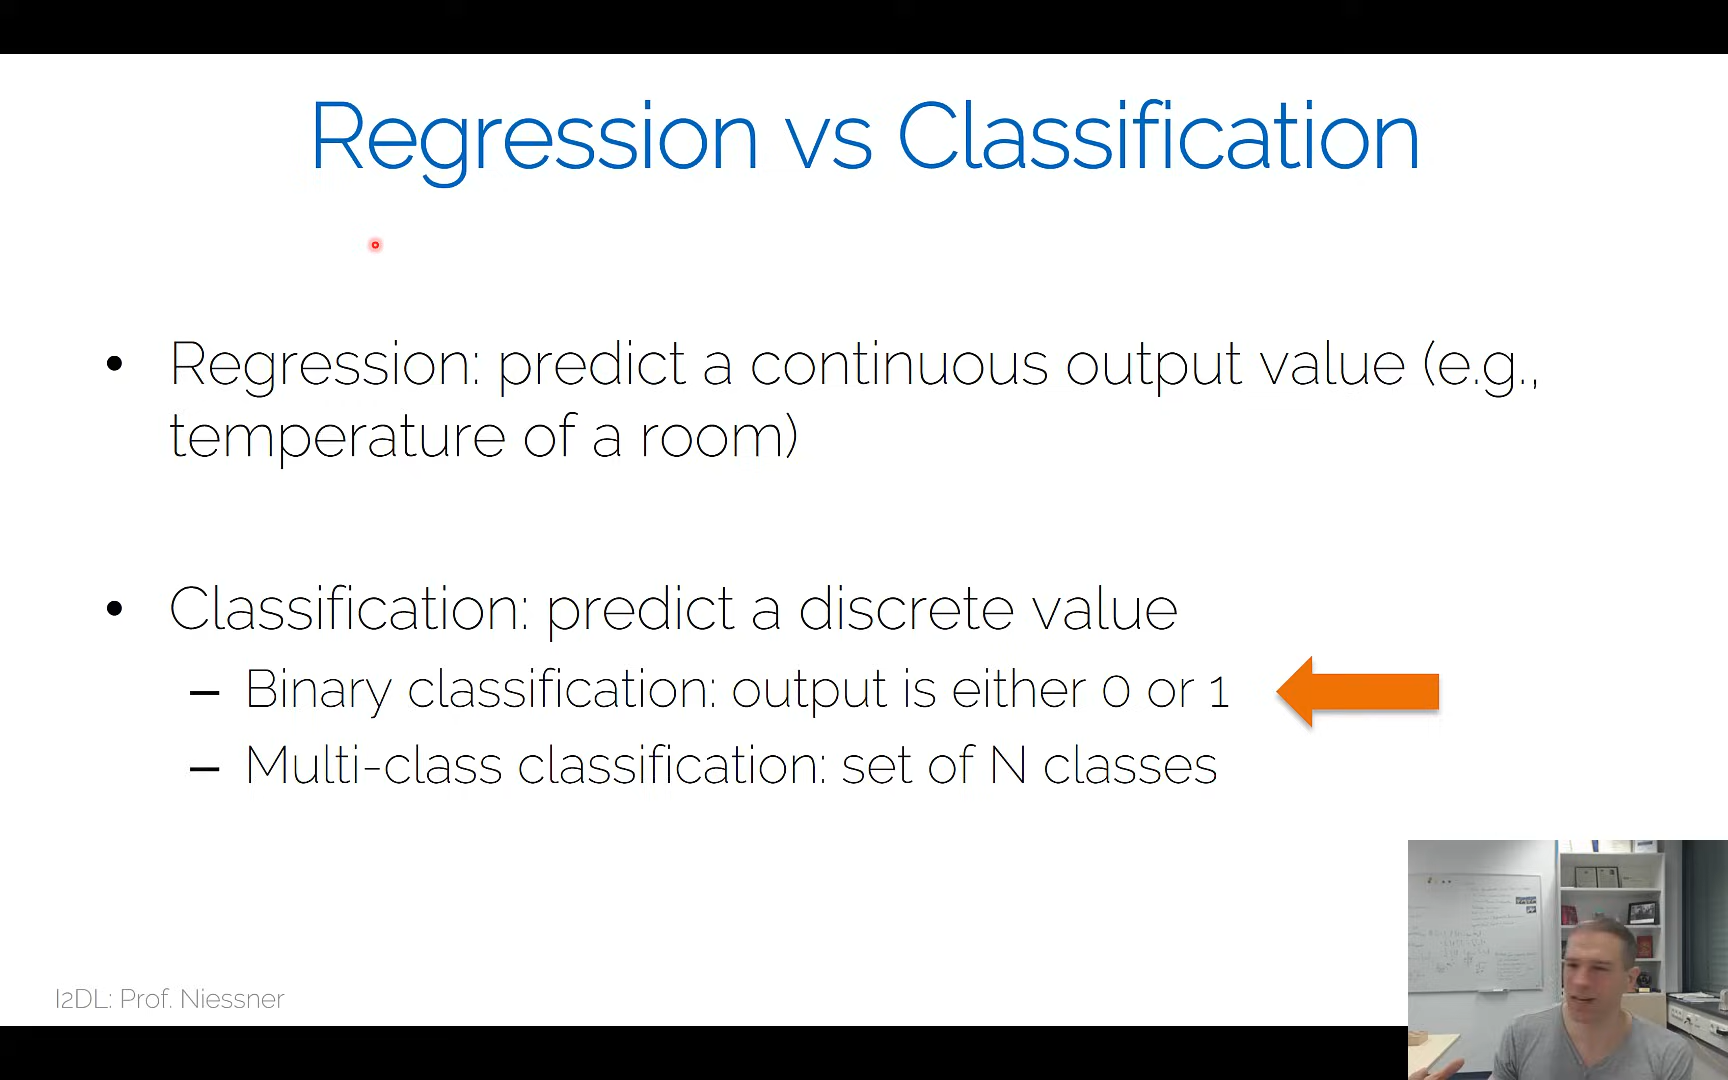 Regression vs Classification
• Regression: predict a continuous output value (e.g.,
temperature of a room)
• Classification: predict a discrete value
– Binary classification: output is either 0 or 1
– Multi-class classification: set of N classes
I2DL: Prof. Niessner